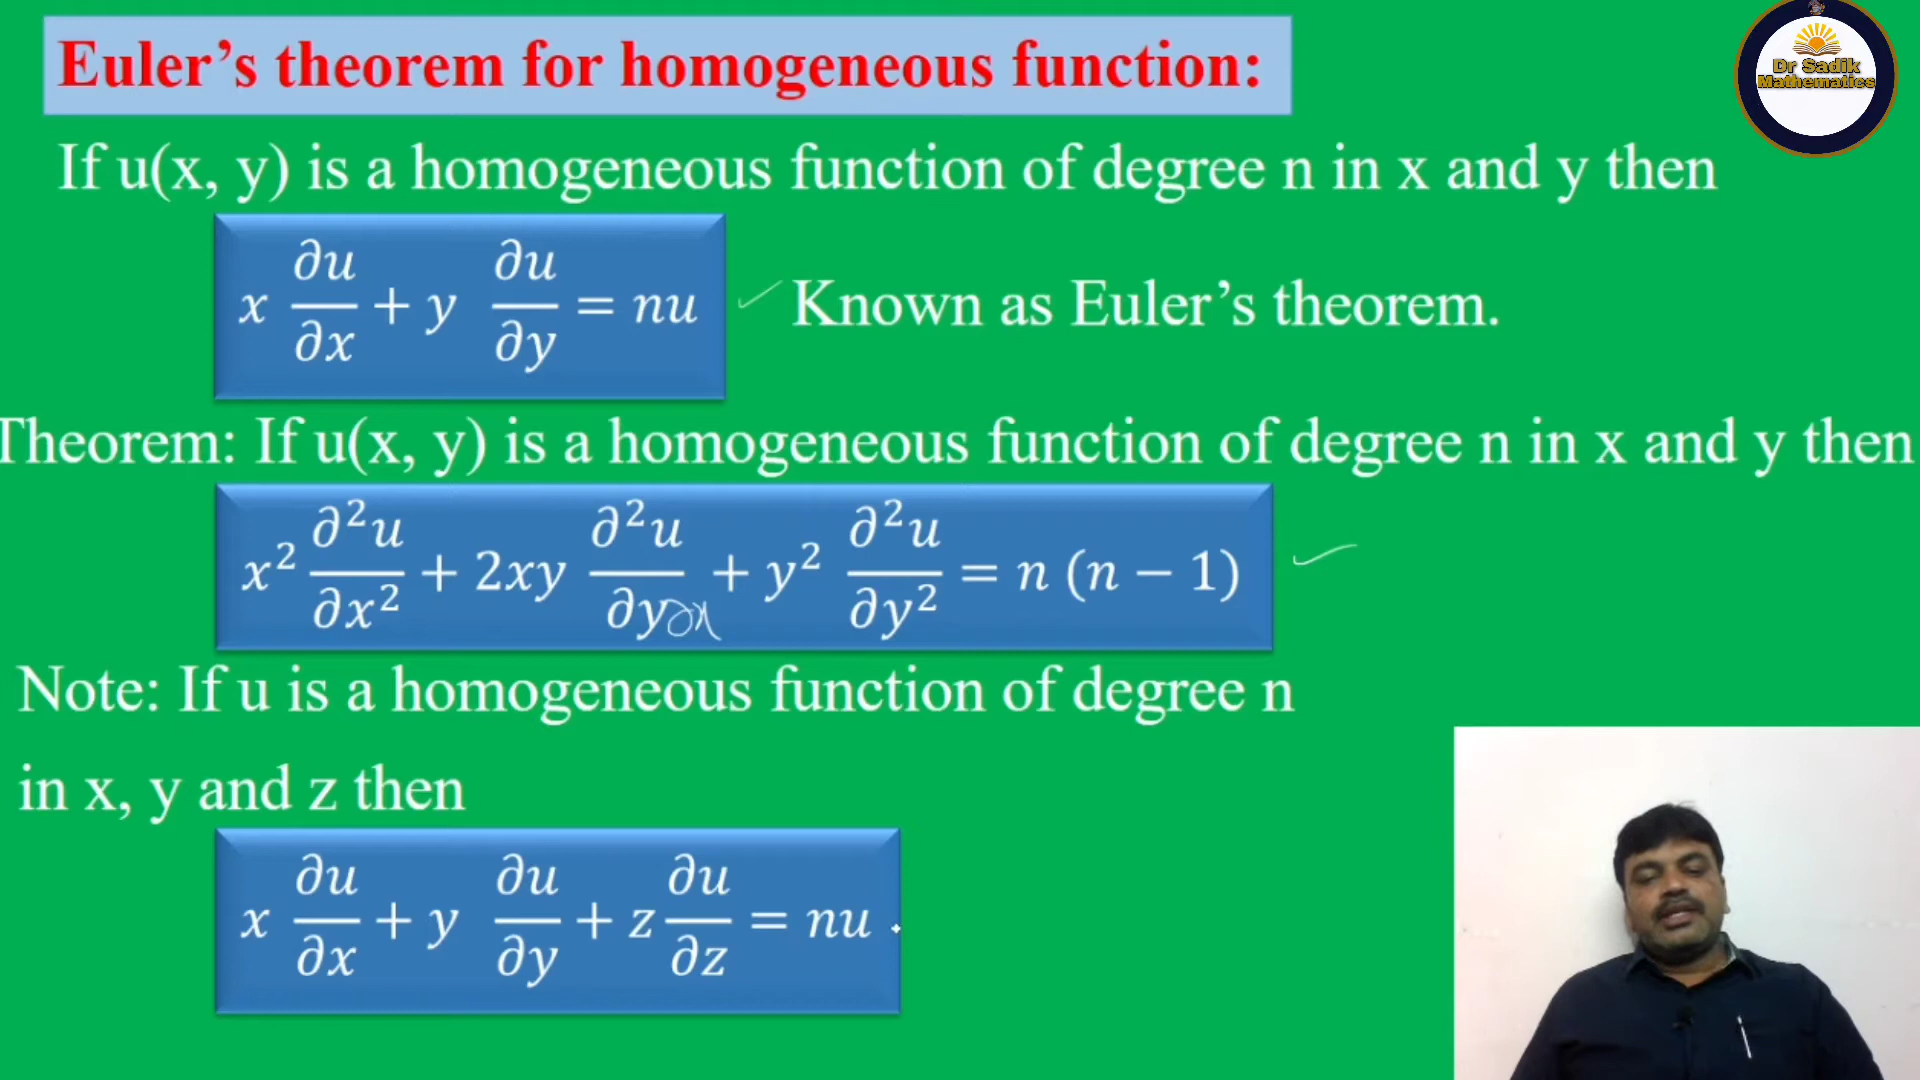 Euler's theorem for homogeneous function:
Dr Sadik
Mathematics
If u(x, y) is a homogeneous function of degree n in x and y then
x ∂u/∂x + y ∂u/∂y = nu
Known as Euler's theorem.
Theorem: If u(x, y) is a homogeneous function of degree n in x and y then
x² ∂²u/∂x² + 2xy ∂²u/∂y∂x + y² ∂²u/∂y² = n (n − 1)
Note: If u is a homogeneous function of degree n
in x, y and z then
x ∂u/∂x + y ∂u/∂y + z ∂u/∂z = nu